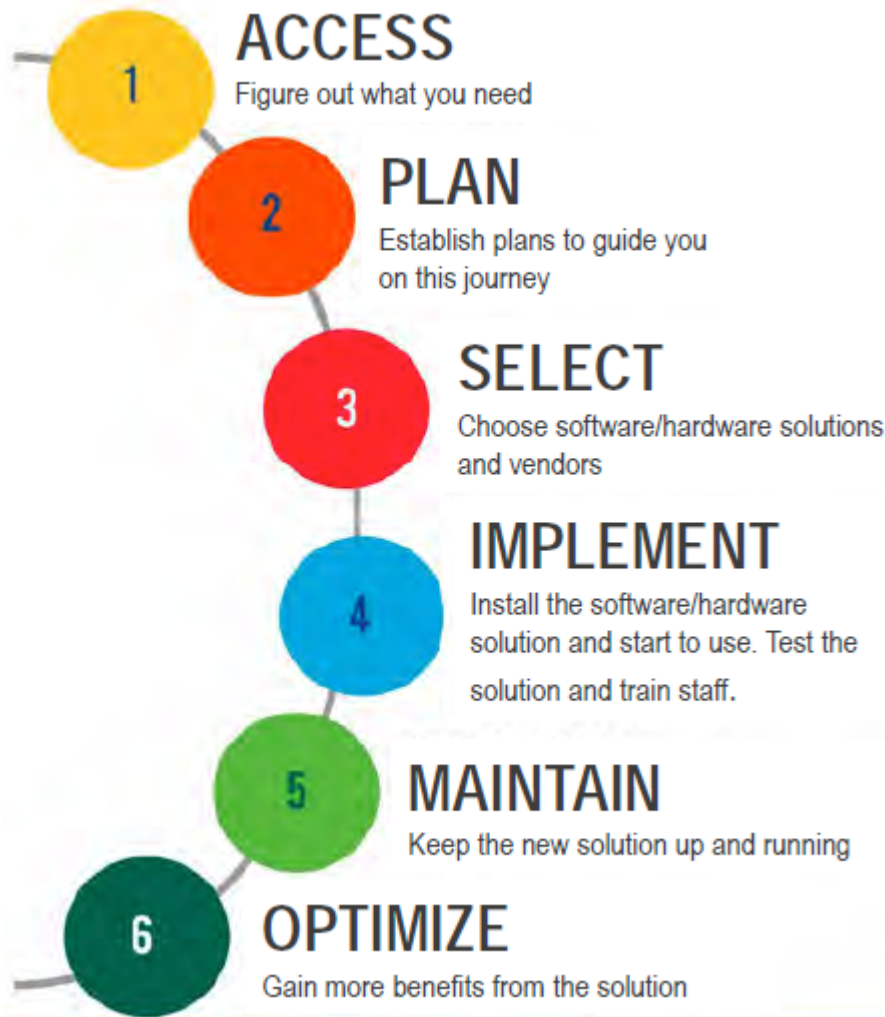 1
ACCESS
Figure out what you need
2
PLAN
Establish plans to guide you
on this journey
3
SELECT
Choose software/hardware solutions
and vendors
4
IMPLEMENT
Install the software/hardware
solution and start to use. Test the
solution and train staff.
5
MAINTAIN
Keep the new solution up and running
6
OPTIMIZE
Gain more benefits from the solution